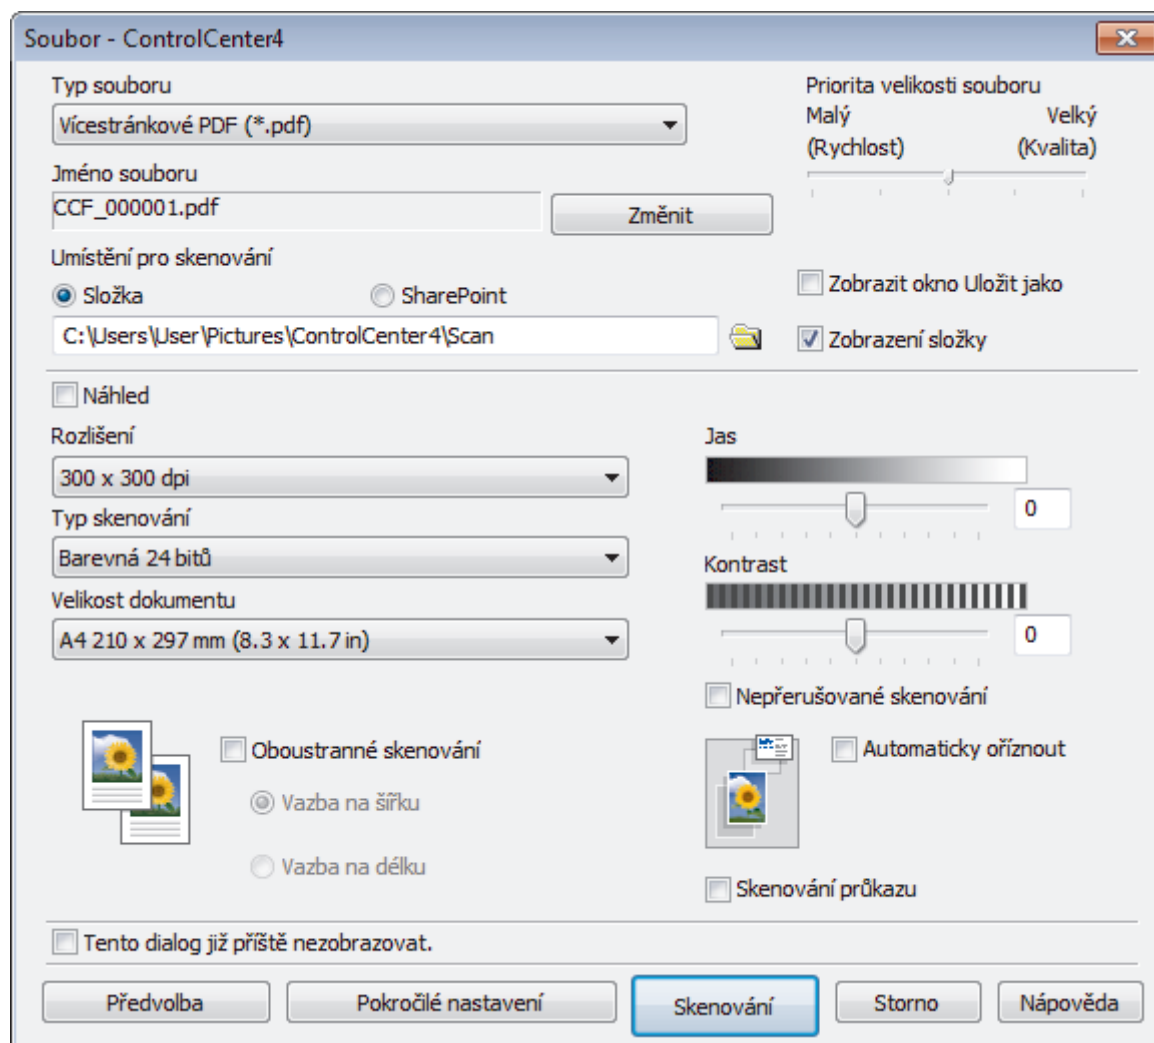 Soubor - ControlCenter4
Typ souboru
Vícestránkové PDF (*.pdf)
Priorita velikosti souboru
Malý Velký
(Rychlost) (Kvalita)
Jméno souboru
CCF_000001.pdf
Změnit
Umístění pro skenování
Složka SharePoint
Zobrazit okno Uložit jako
C:\Users\User\Pictures\ControlCenter4\Scan
Zobrazení složky
Náhled
Rozlišení
300 x 300 dpi
Typ skenování
Barevná 24 bitů
Velikost dokumentu
A4 210 x 297 mm (8.3 x 11.7 in)
Jas
0
Kontrast
0
Nepřerušované skenování
Oboustranné skenování
Vazba na šířku
Vazba na délku
Automaticky oříznout
Skenování průkazu
Tento dialog již příště nezobrazovat.
Předvolba Pokročilé nastavení Skenování Storno Nápověda